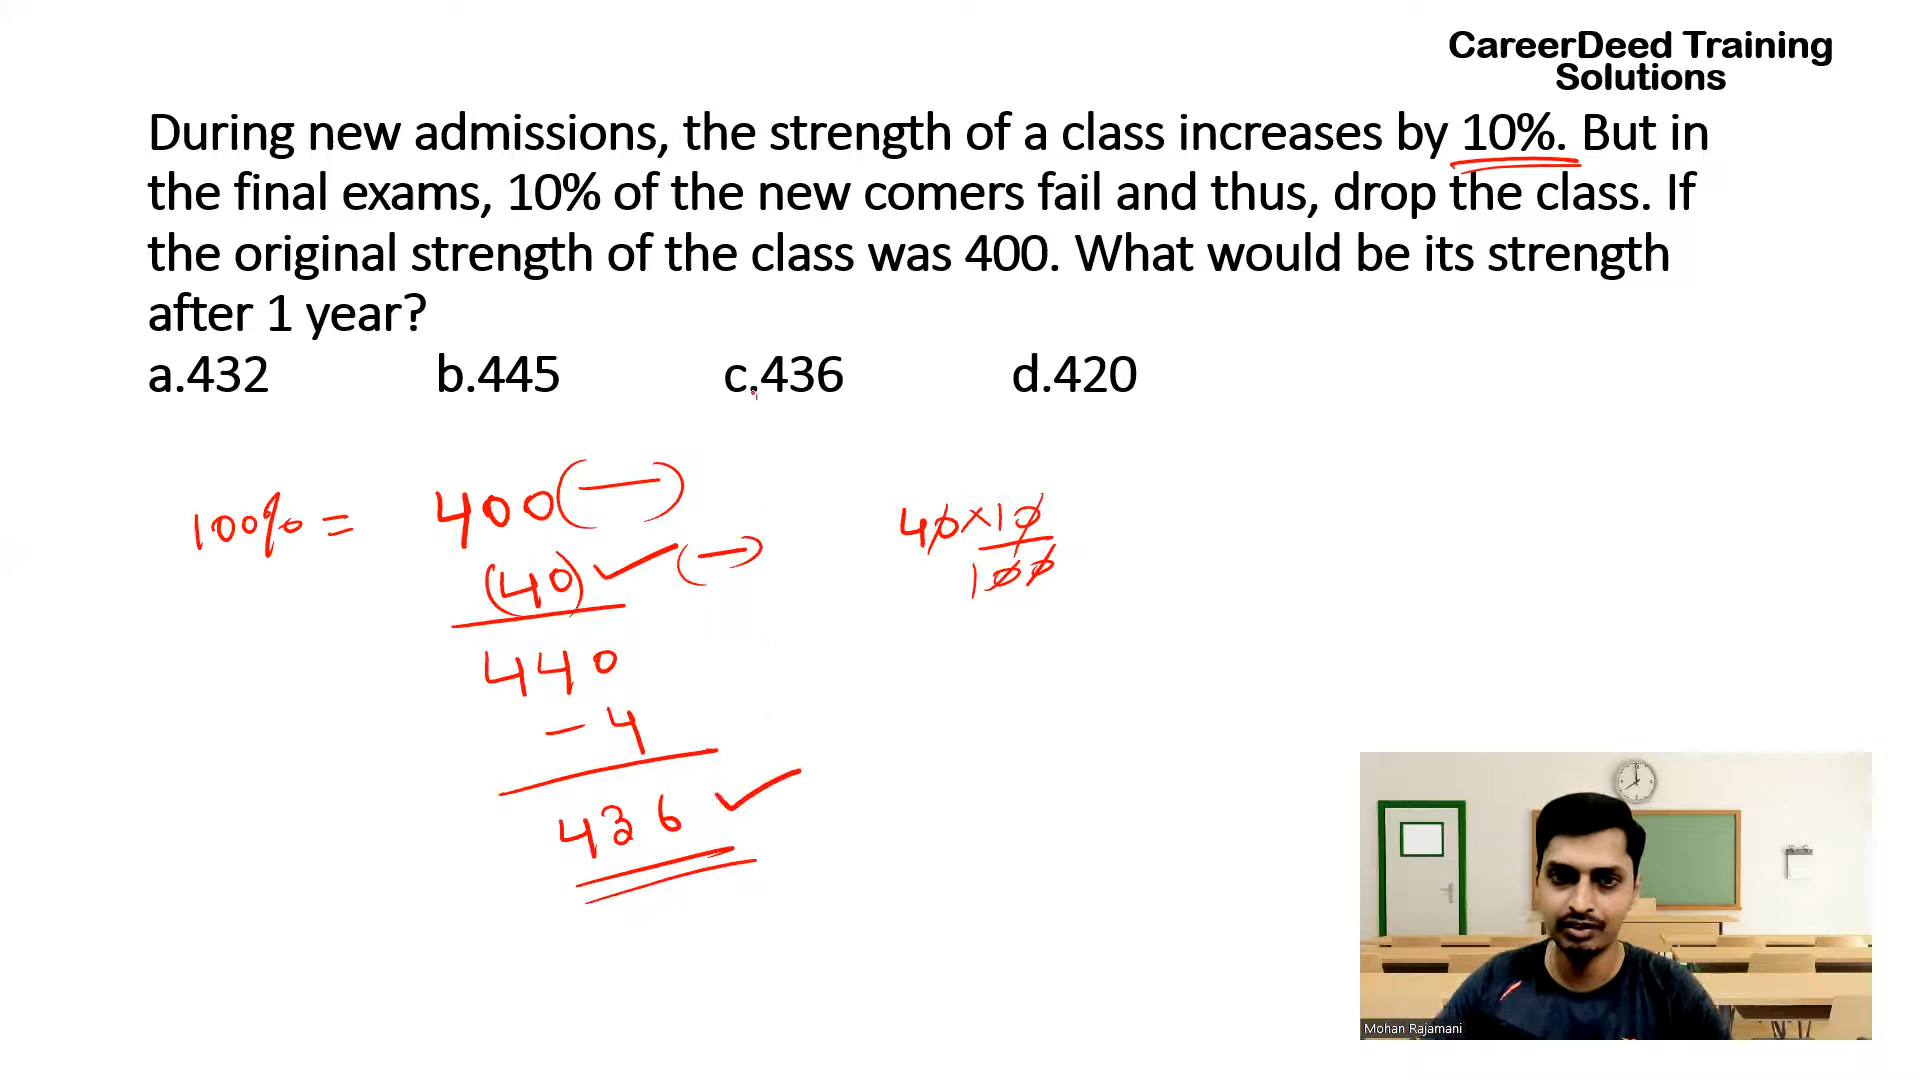 CareerDeed Training
Solutions
During new admissions, the strength of a class increases by 10%. But in
the final exams, 10% of the new comers fail and thus, drop the class. If
the original strength of the class was 400. What would be its strength
after 1 year?
a.432 b.445 c.436 d.420
100% = 400 (—)
(40) ✓ (—)
440
- 4
436 ✓
40×10
100
Mohan Rajamani